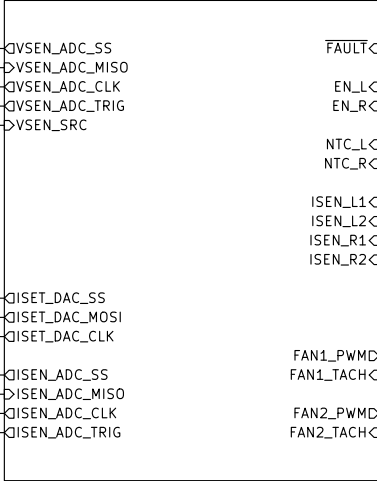 VSEN_ADC_SS
VSEN_ADC_MISO
VSEN_ADC_CLK
VSEN_ADC_TRIG
VSEN_SRC
ISET_DAC_SS
ISET_DAC_MOSI
ISET_DAC_CLK
ISEN_ADC_SS
ISEN_ADC_MISO
ISEN_ADC_CLK
ISEN_ADC_TRIG
FAULT
EN_L
EN_R
NTC_L
NTC_R
ISEN_L1
ISEN_L2
ISEN_R1
ISEN_R2
FAN1_PWM
FAN1_TACH
FAN2_PWM
FAN2_TACH